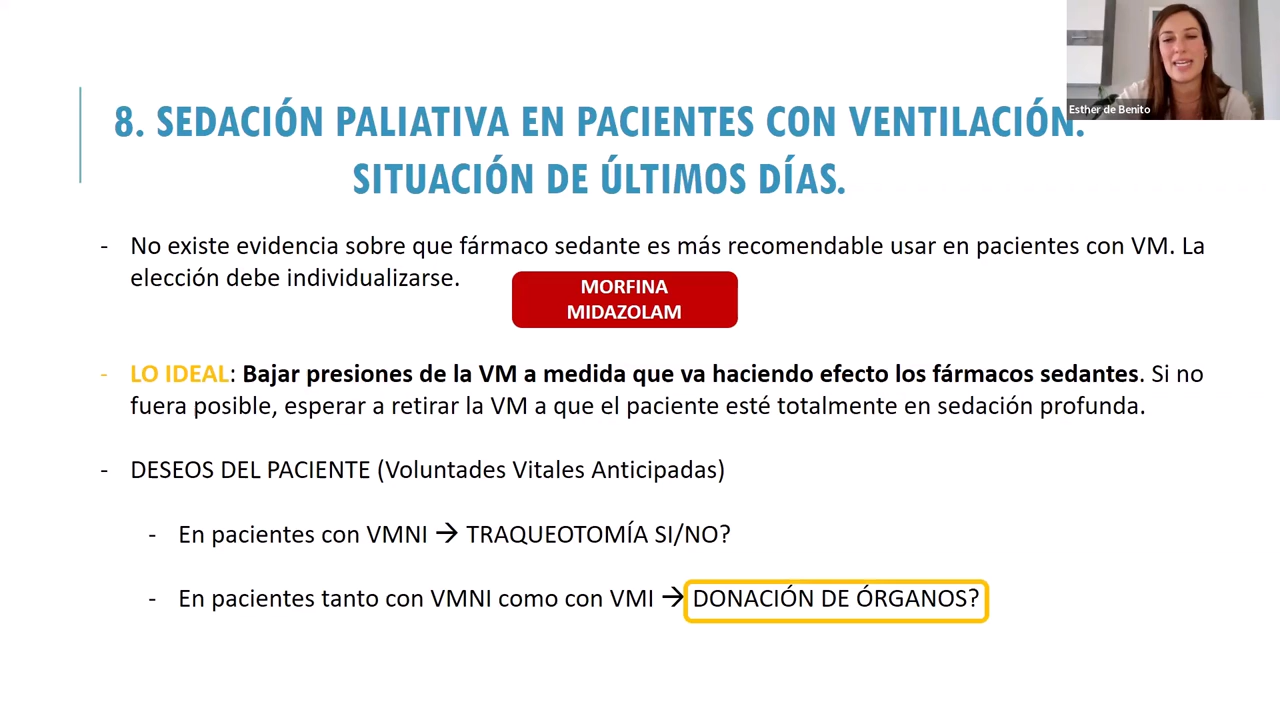 Esther de Benito
8. SEDACIÓN PALIATIVA EN PACIENTES CON VENTILACIÓN.
SITUACIÓN DE ÚLTIMOS DÍAS.
- No existe evidencia sobre que fármaco sedante es más recomendable usar en pacientes con VM. La
elección debe individualizarse.
MORFINA
MIDAZOLAM
- LO IDEAL: Bajar presiones de la VM a medida que va haciendo efecto los fármacos sedantes. Si no
fuera posible, esperar a retirar la VM a que el paciente esté totalmente en sedación profunda.
- DESEOS DEL PACIENTE (Voluntades Vitales Anticipadas)
- En pacientes con VMNI → TRAQUEOTOMÍA SI/NO?
- En pacientes tanto con VMNI como con VMI → DONACIÓN DE ÓRGANOS?